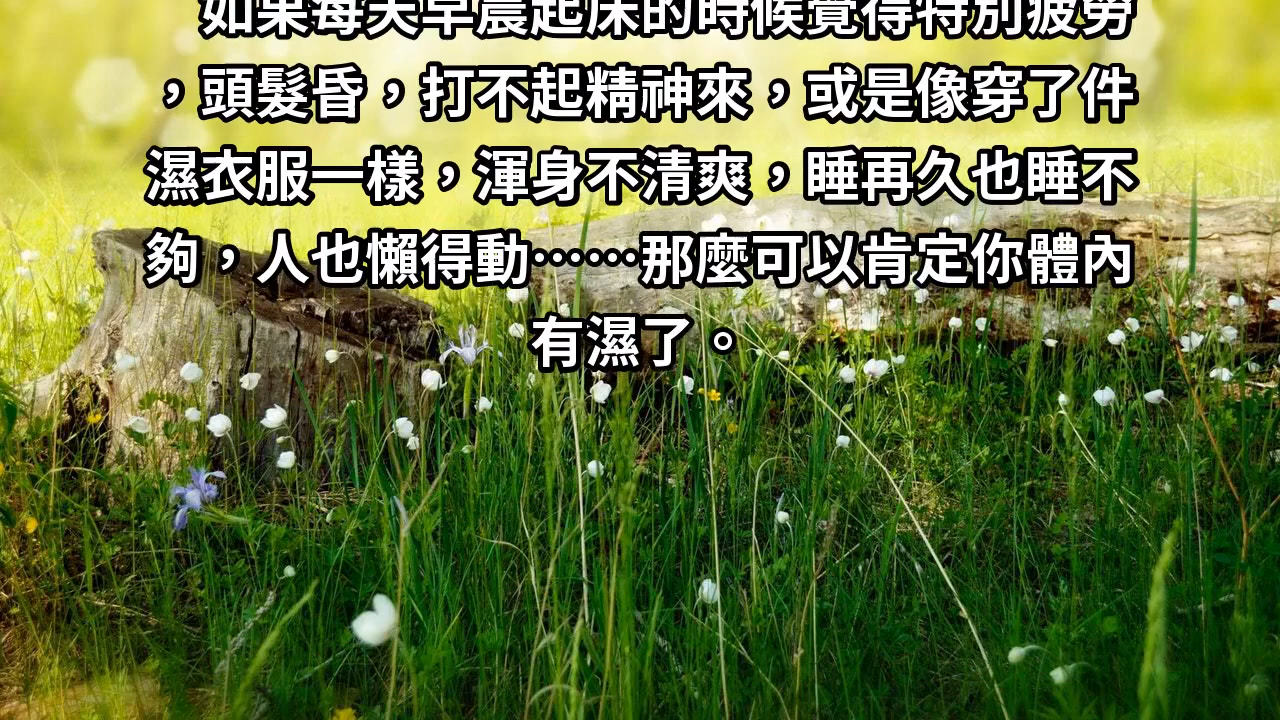 如果每天早晨起床的時候覺得特別疲勞
，頭髮昏，打不起精神來，或是像穿了件
濕衣服一樣，渾身不清爽，睡再久也睡不
夠，人也懶得動……那麼可以肯定你體內
有濕了。